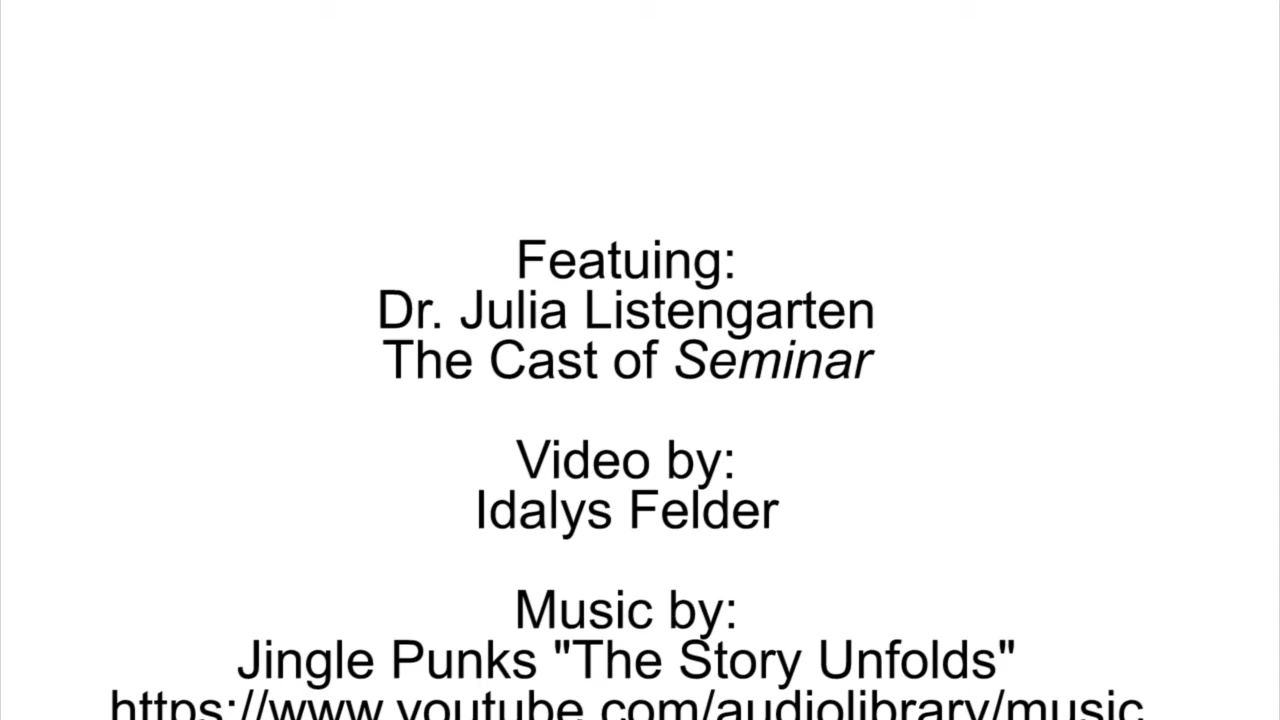 Featuing:
Dr. Julia Listengarten
The Cast of Seminar
Video by:
Idalys Felder
Music by:
Jingle Punks "The Story Unfolds"
https://www.youtube.com/audiolibrary/music